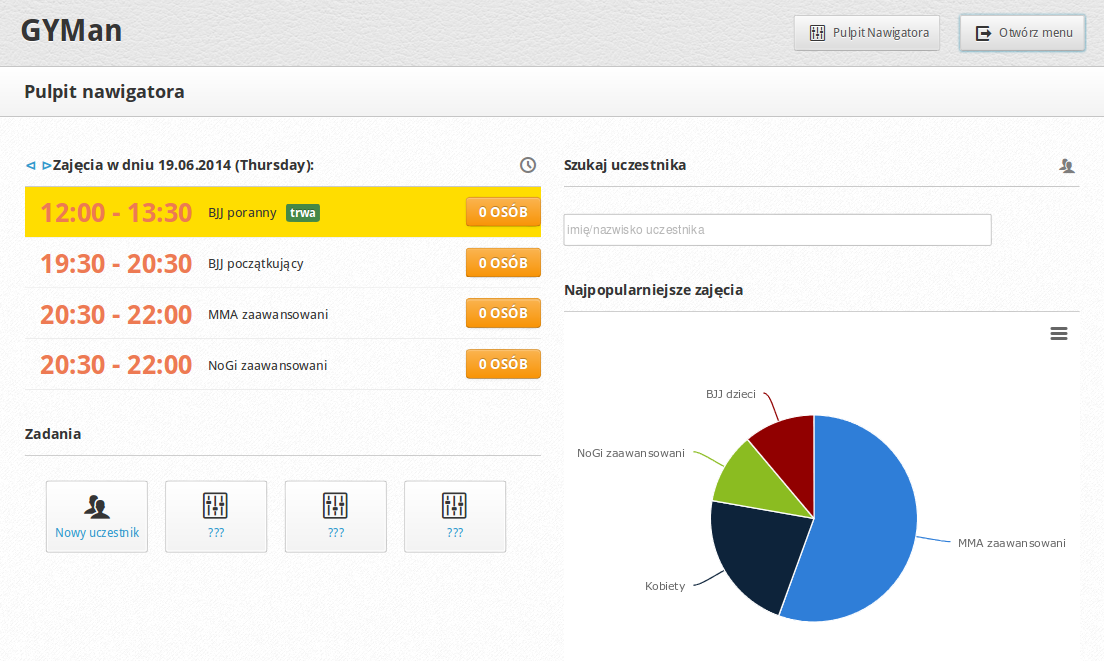 GYMan
Pulpit Nawigatora
Otwórz menu
Pulpit nawigatora
⊲ ⊳Zajęcia w dniu 19.06.2014 (Thursday):
12:00 - 13:30 BJJ poranny trwa 0 OSÓB
19:30 - 20:30 BJJ początkujący 0 OSÓB
20:30 - 22:00 MMA zaawansowani 0 OSÓB
20:30 - 22:00 NoGi zaawansowani 0 OSÓB
Zadania
Nowy uczestnik
???
???
???
Szukaj uczestnika
imię/nazwisko uczestnika
Najpopularniejsze zajęcia
BJJ dzieci
NoGi zaawansowani
MMA zaawansowani
Kobiety